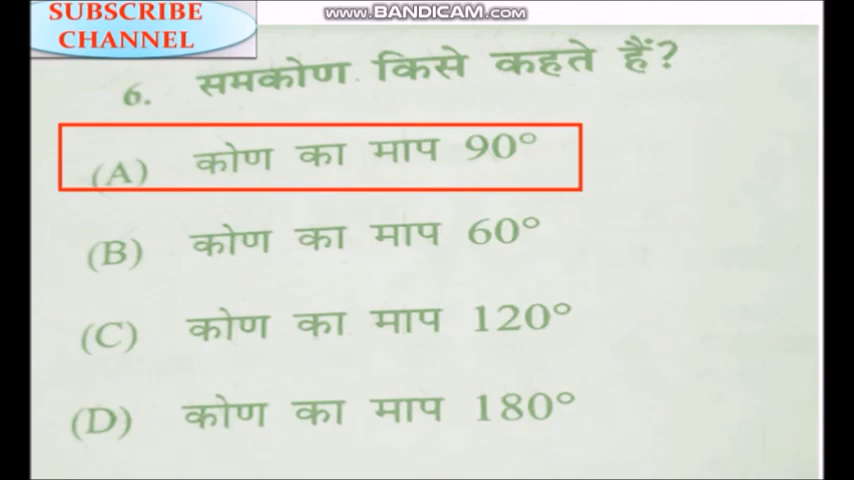 SUBSCRIBE
CHANNEL
www.BANDICAM.com
6. समकोण किसे कहते हैं?
(A) कोण का माप 90°
(B) कोण का माप 60°
(C) कोण का माप 120°
(D) कोण का माप 180°